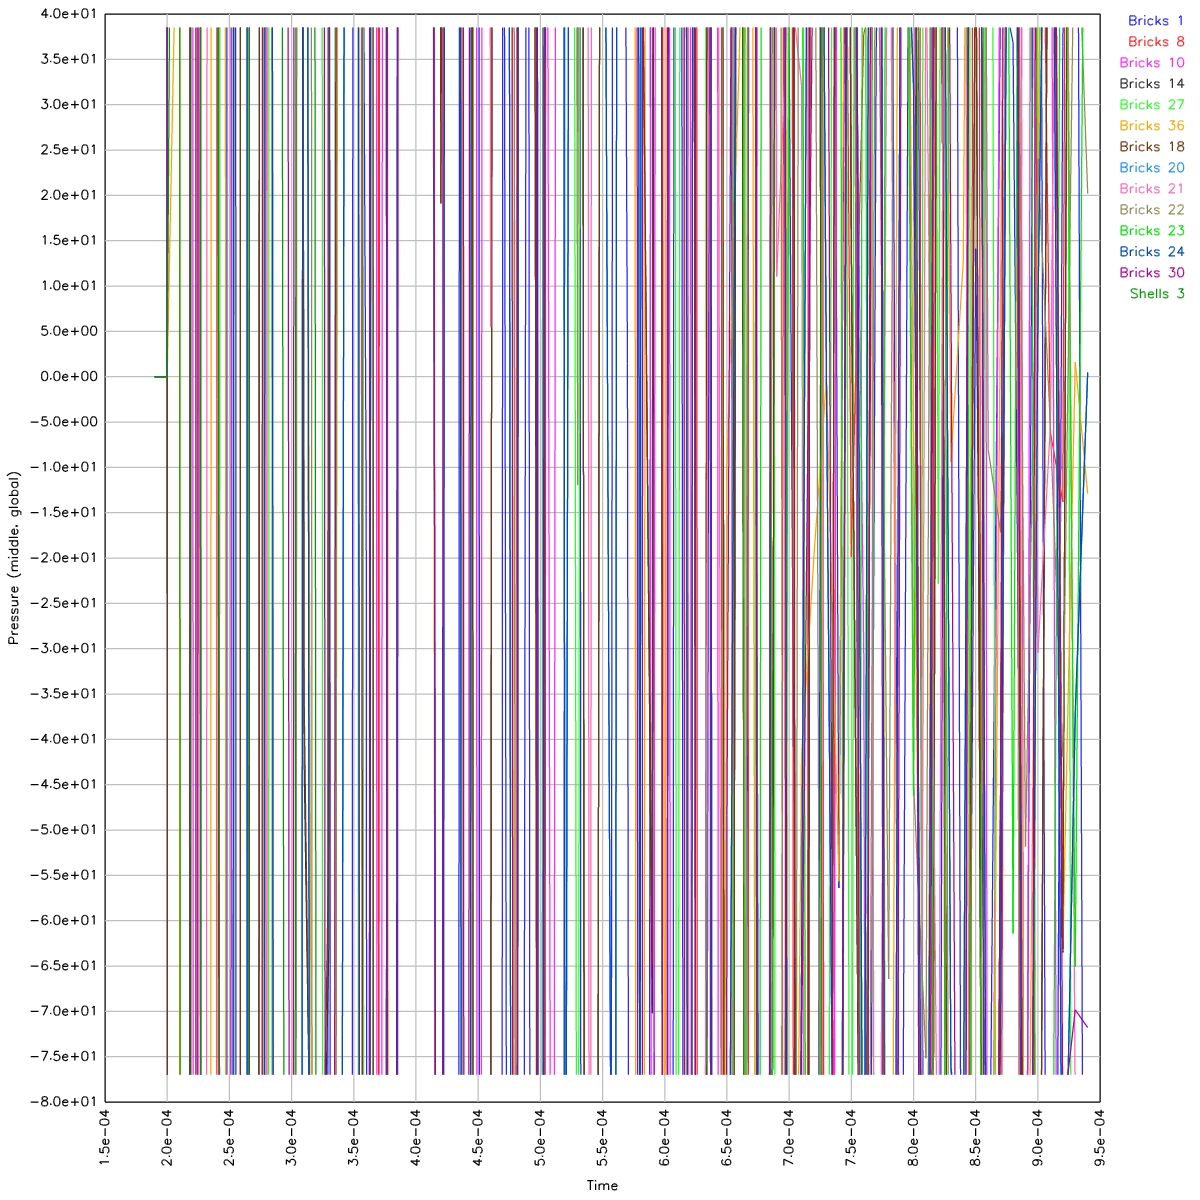 4.0e+01
3.5e+01
3.0e+01
2.5e+01
2.0e+01
1.5e+01
1.0e+01
5.0e+00
0.0e+00
−5.0e+00
−1.0e+01
−1.5e+01
−2.0e+01
−2.5e+01
−3.0e+01
−3.5e+01
−4.0e+01
−4.5e+01
−5.0e+01
−5.5e+01
−6.0e+01
−6.5e+01
−7.0e+01
−7.5e+01
−8.0e+01
Pressure (middle, global)
1.5e−04
2.0e−04
2.5e−04
3.0e−04
3.5e−04
4.0e−04
4.5e−04
5.0e−04
5.5e−04
6.0e−04
6.5e−04
7.0e−04
7.5e−04
8.0e−04
8.5e−04
9.0e−04
9.5e−04
Time
Bricks 1
Bricks 8
Bricks 10
Bricks 14
Bricks 27
Bricks 36
Bricks 18
Bricks 20
Bricks 21
Bricks 22
Bricks 23
Bricks 24
Bricks 30
Shells 3